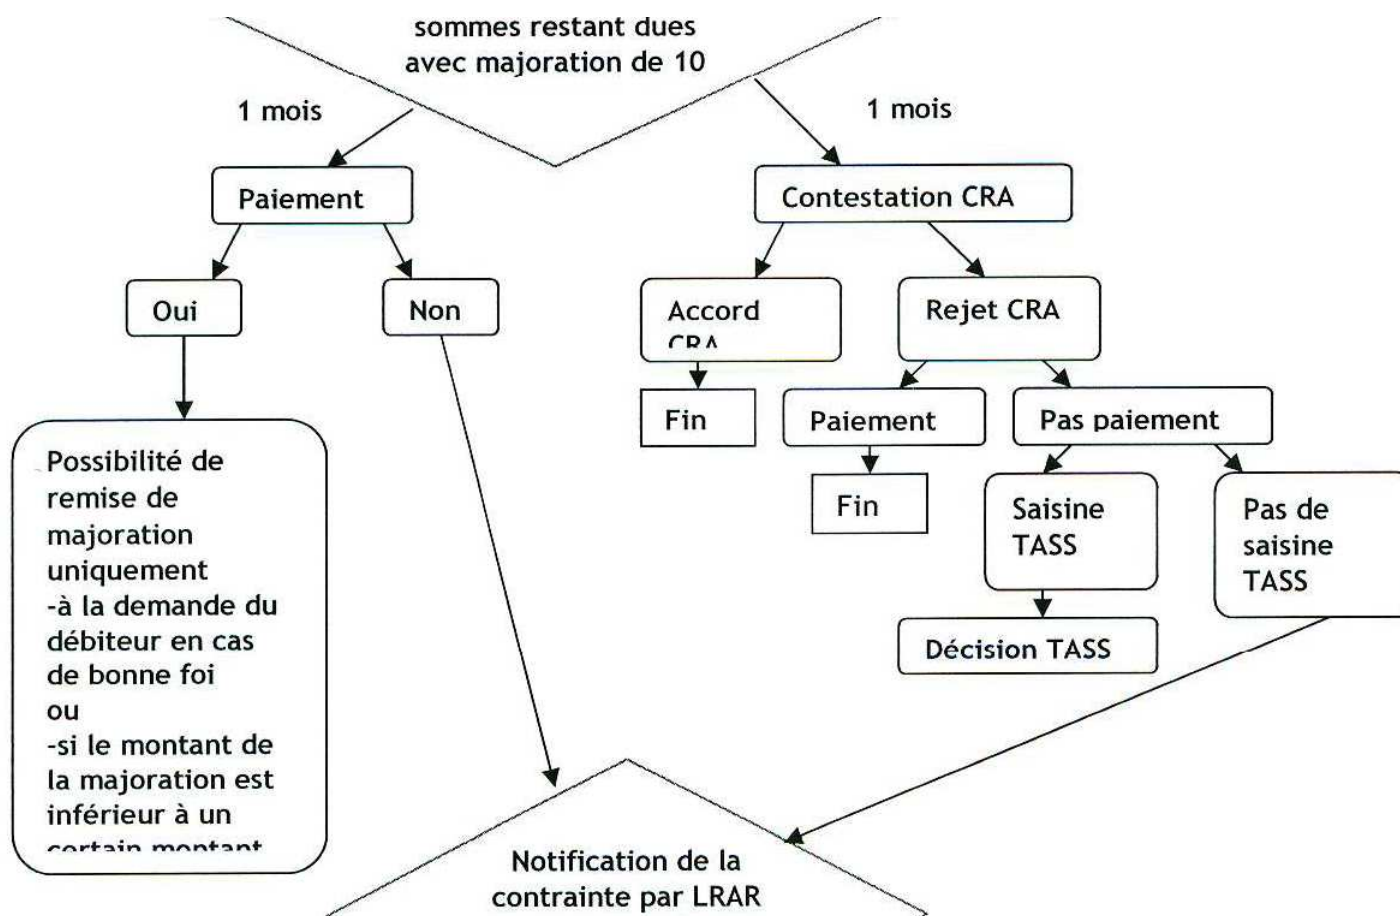 sommes restant dues
avec majoration de 10
1 mois
1 mois
Paiement
Contestation CRA
Oui
Non
Accord
CRA
Rejet CRA
Fin
Paiement
Pas paiement
Fin
Saisine
TASS
Pas de
saisine
TASS
Décision TASS
Possibilité de
remise de
majoration
uniquement
-à la demande du
débiteur en cas
de bonne foi
ou
-si le montant de
la majoration est
inférieur à un
certain montant
Notification de la
contrainte par LRAR